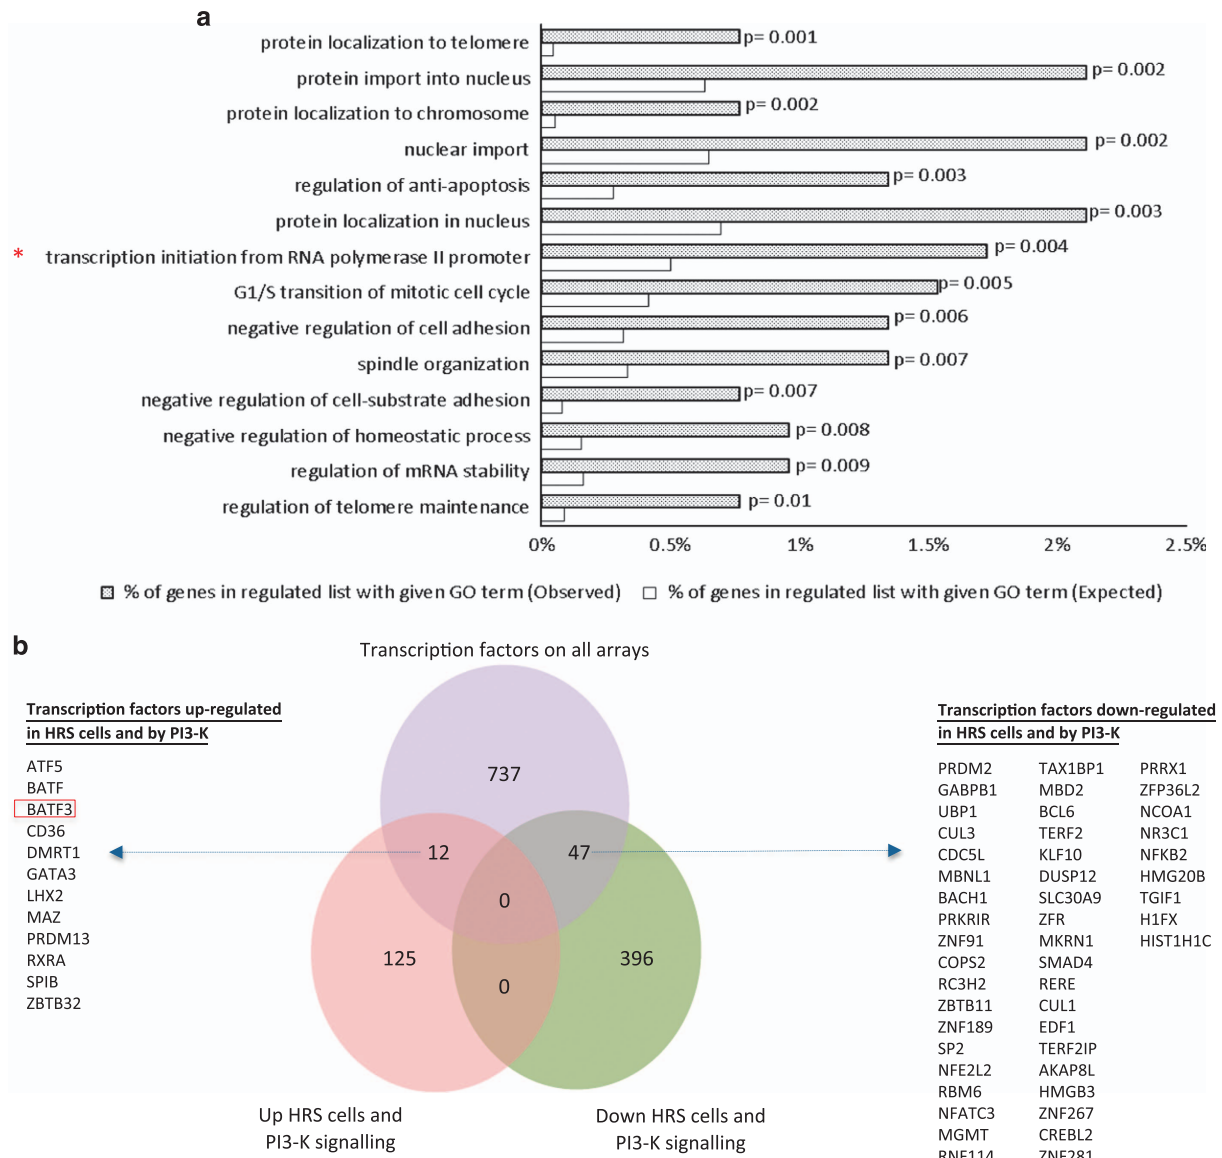 a
protein localization to telomere p= 0.001
protein import into nucleus p= 0.002
protein localization to chromosome p= 0.002
nuclear import p= 0.002
regulation of anti-apoptosis p= 0.003
protein localization in nucleus p= 0.003
* transcription initiation from RNA polymerase II promoter p= 0.004
G1/S transition of mitotic cell cycle p= 0.005
negative regulation of cell adhesion p= 0.006
spindle organization p= 0.007
negative regulation of cell-substrate adhesion p= 0.007
negative regulation of homeostatic process p= 0.008
regulation of mRNA stability p= 0.009
regulation of telomere maintenance p= 0.01
0% 0.5% 1% 1.5% 2% 2.5%
% of genes in regulated list with given GO term (Observed) % of genes in regulated list with given GO term (Expected)
b
Transcription factors on all arrays
Transcription factors up-regulated
in HRS cells and by PI3-K
ATF5
BATF
BATF3
CD36
DMRT1
GATA3
LHX2
MAZ
PRDM13
RXRA
SPIB
ZBTB32
737
12
47
0
125
396
0
Up HRS cells and
PI3-K signalling
Down HRS cells and
PI3-K signalling
Transcription factors down-regulated
in HRS cells and by PI3-K
PRDM2 TAX1BP1 PRRX1
GABPB1 MBD2 ZFP36L2
UBP1 BCL6 NCOA1
CUL3 TERF2 NR3C1
CDC5L KLF10 NFKB2
MBNL1 DUSP12 HMG20B
BACH1 SLC30A9 TGIF1
PRKRIR ZFR H1FX
ZNF91 MKRN1 HIST1H1C
COPS2 SMAD4
RC3H2 RERE
ZBTB11 CUL1
ZNF189 EDF1
SP2 TERF2IP
NFE2L2 AKAP8L
RBM6 HMGB3
NFATC3 ZNF267
MGMT CREBL2
RNF114 ZNF281